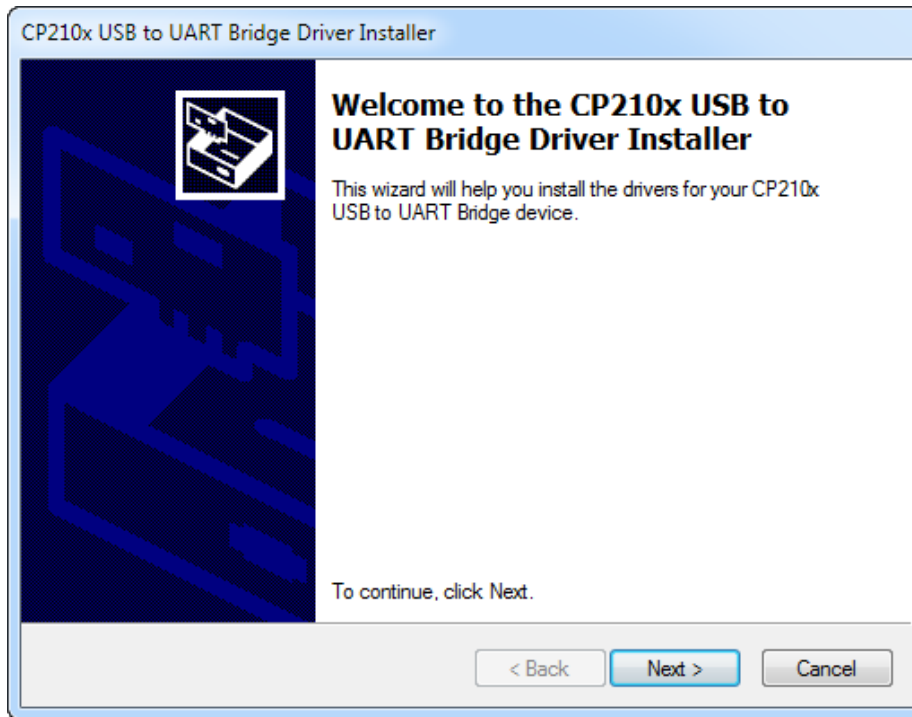 CP210x USB to UART Bridge Driver Installer
Welcome to the CP210x USB to
UART Bridge Driver Installer
This wizard will help you install the drivers for your CP210x
USB to UART Bridge device.
To continue, click Next.
< Back
Next >
Cancel